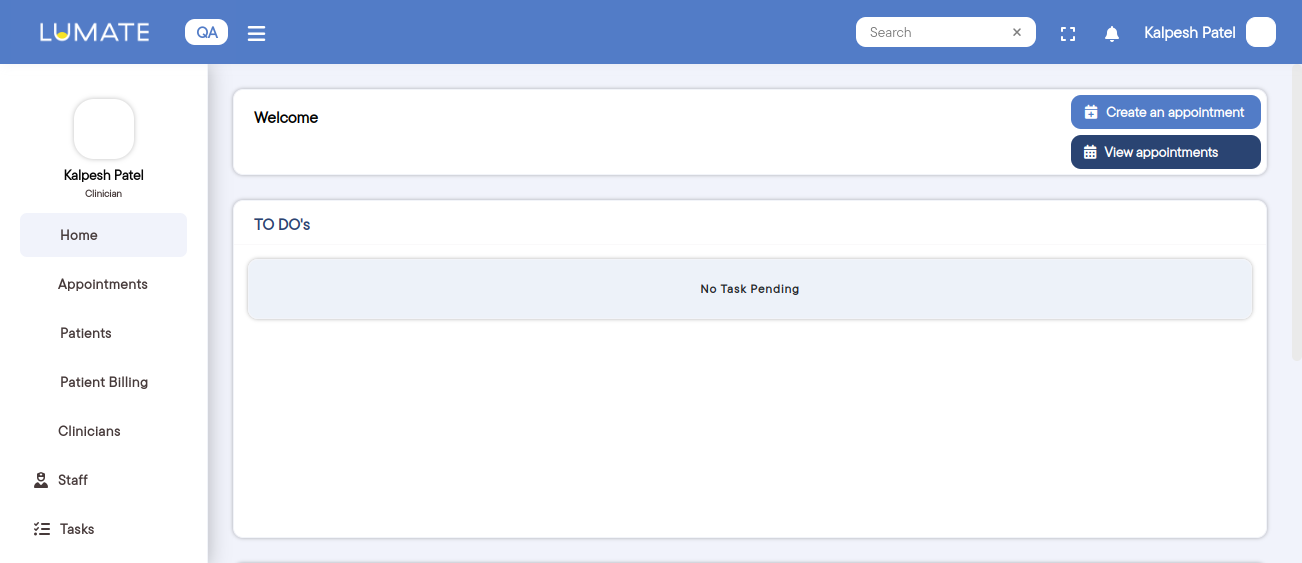 LUMATE
QA
Search
Kalpesh Patel
Kalpesh Patel
Clinician
Home
Appointments
Patients
Patient Billing
Clinicians
Staff
Tasks
Welcome
Create an appointment
View appointments
TO DO's
No Task Pending